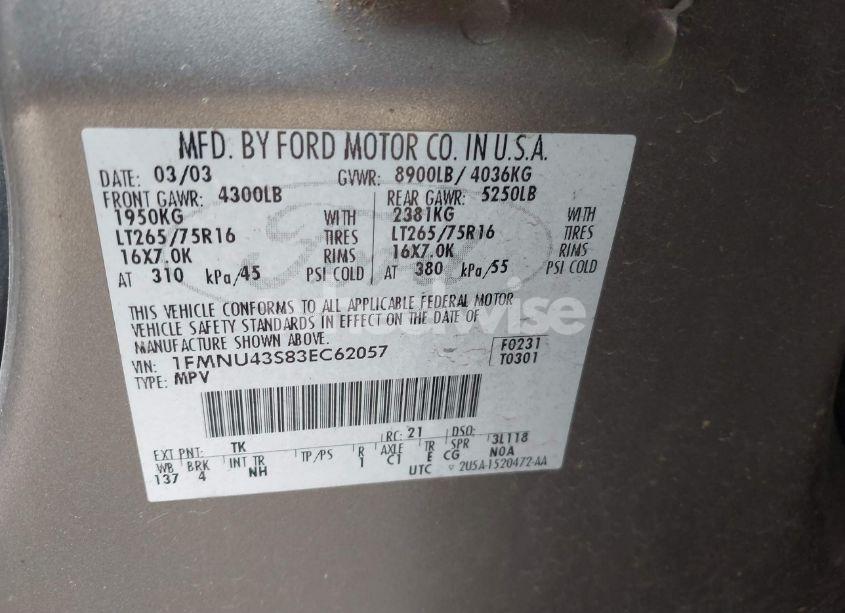 MFD. BY FORD MOTOR CO. IN U.S.A.
DATE: 03/03 GVWR: 8900LB/ 4036KG
FRONT GAWR: 4300LB REAR GAWR: 5250LB
1950KG WITH 2381KG WITH
LT265/75R16 TIRES LT265/75R16 TIRES
16X7.0K RIMS 16X7.0K RIMS
AT 310 kPa/45 PSI COLD AT 380 kPa/55 PSI COLD
THIS VEHICLE CONFORMS TO ALL APPLICABLE FEDERAL MOTOR
VEHICLE SAFETY STANDARDS IN EFFECT ON THE DATE OF
MANUFACTURE SHOWN ABOVE.
VIN: 1FMNU43S83EC62057 F0231
TYPE: MPV T0301
EXT PNT: TK RC: 21 DSO: 3L118
WB BRK INT TR TP/PS R AXLE TR SPR N0A
137 4 NH 1 C1 E CG
UTC 2U5A-1520472-AA
Ford